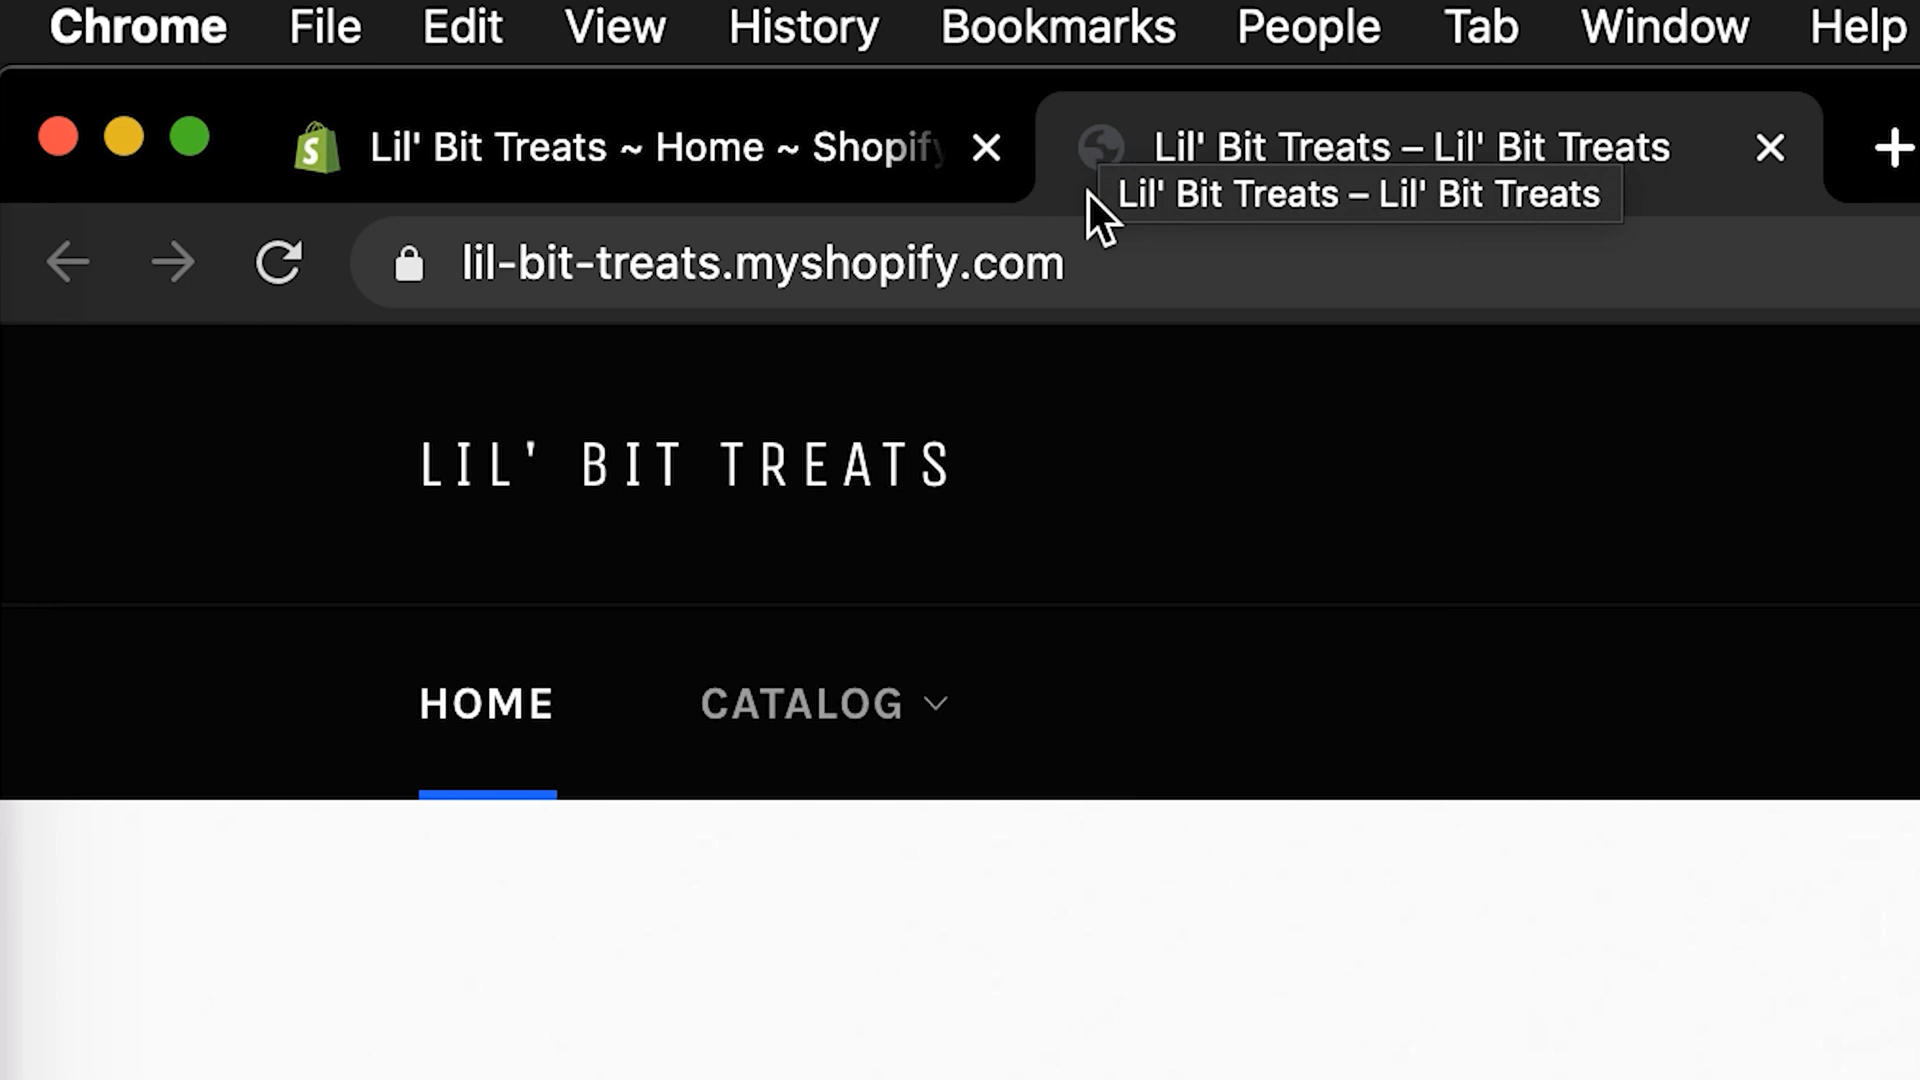 Chrome File Edit View History Bookmarks People Tab Window Help
Lil' Bit Treats ~ Home ~ Shopify
Lil' Bit Treats – Lil' Bit Treats
Lil' Bit Treats – Lil' Bit Treats
lil-bit-treats.myshopify.com
LIL' BIT TREATS
HOME CATALOG